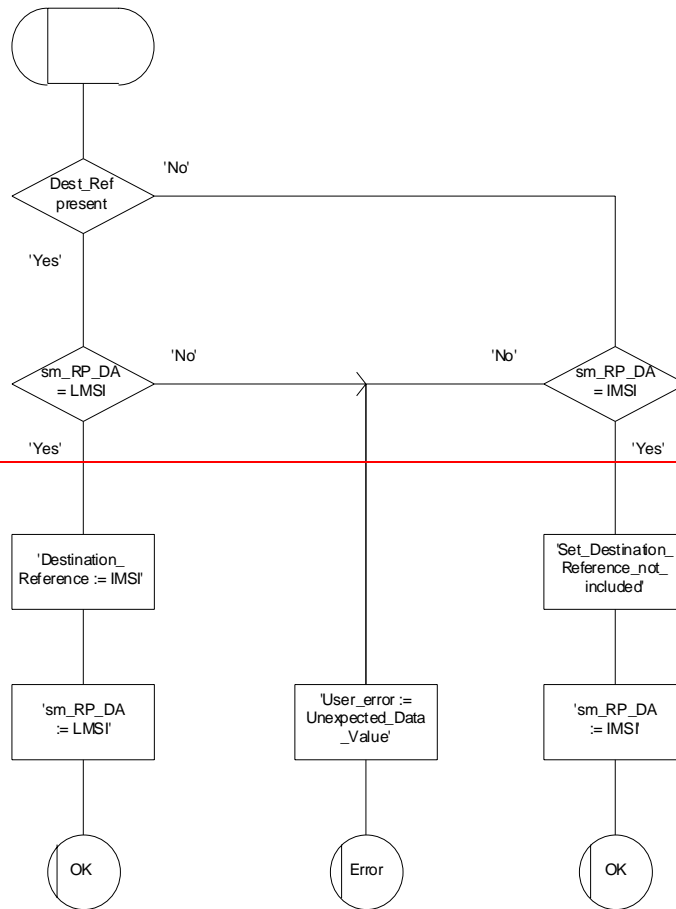 'No'
Dest_Ref
present
'Yes'
sm_RP_DA
= LMSI
'No'
'No'
sm_RP_DA
= IMSI
'Yes'
'Yes'
'Destination_
Reference := IMSI'
'Set_Destination_
Reference_not_
included'
'sm_RP_DA
:= LMSI'
'User_error :=
Unexpected_Data
_Value'
'sm_RP_DA
:= IMSI'
OK
Error
OK